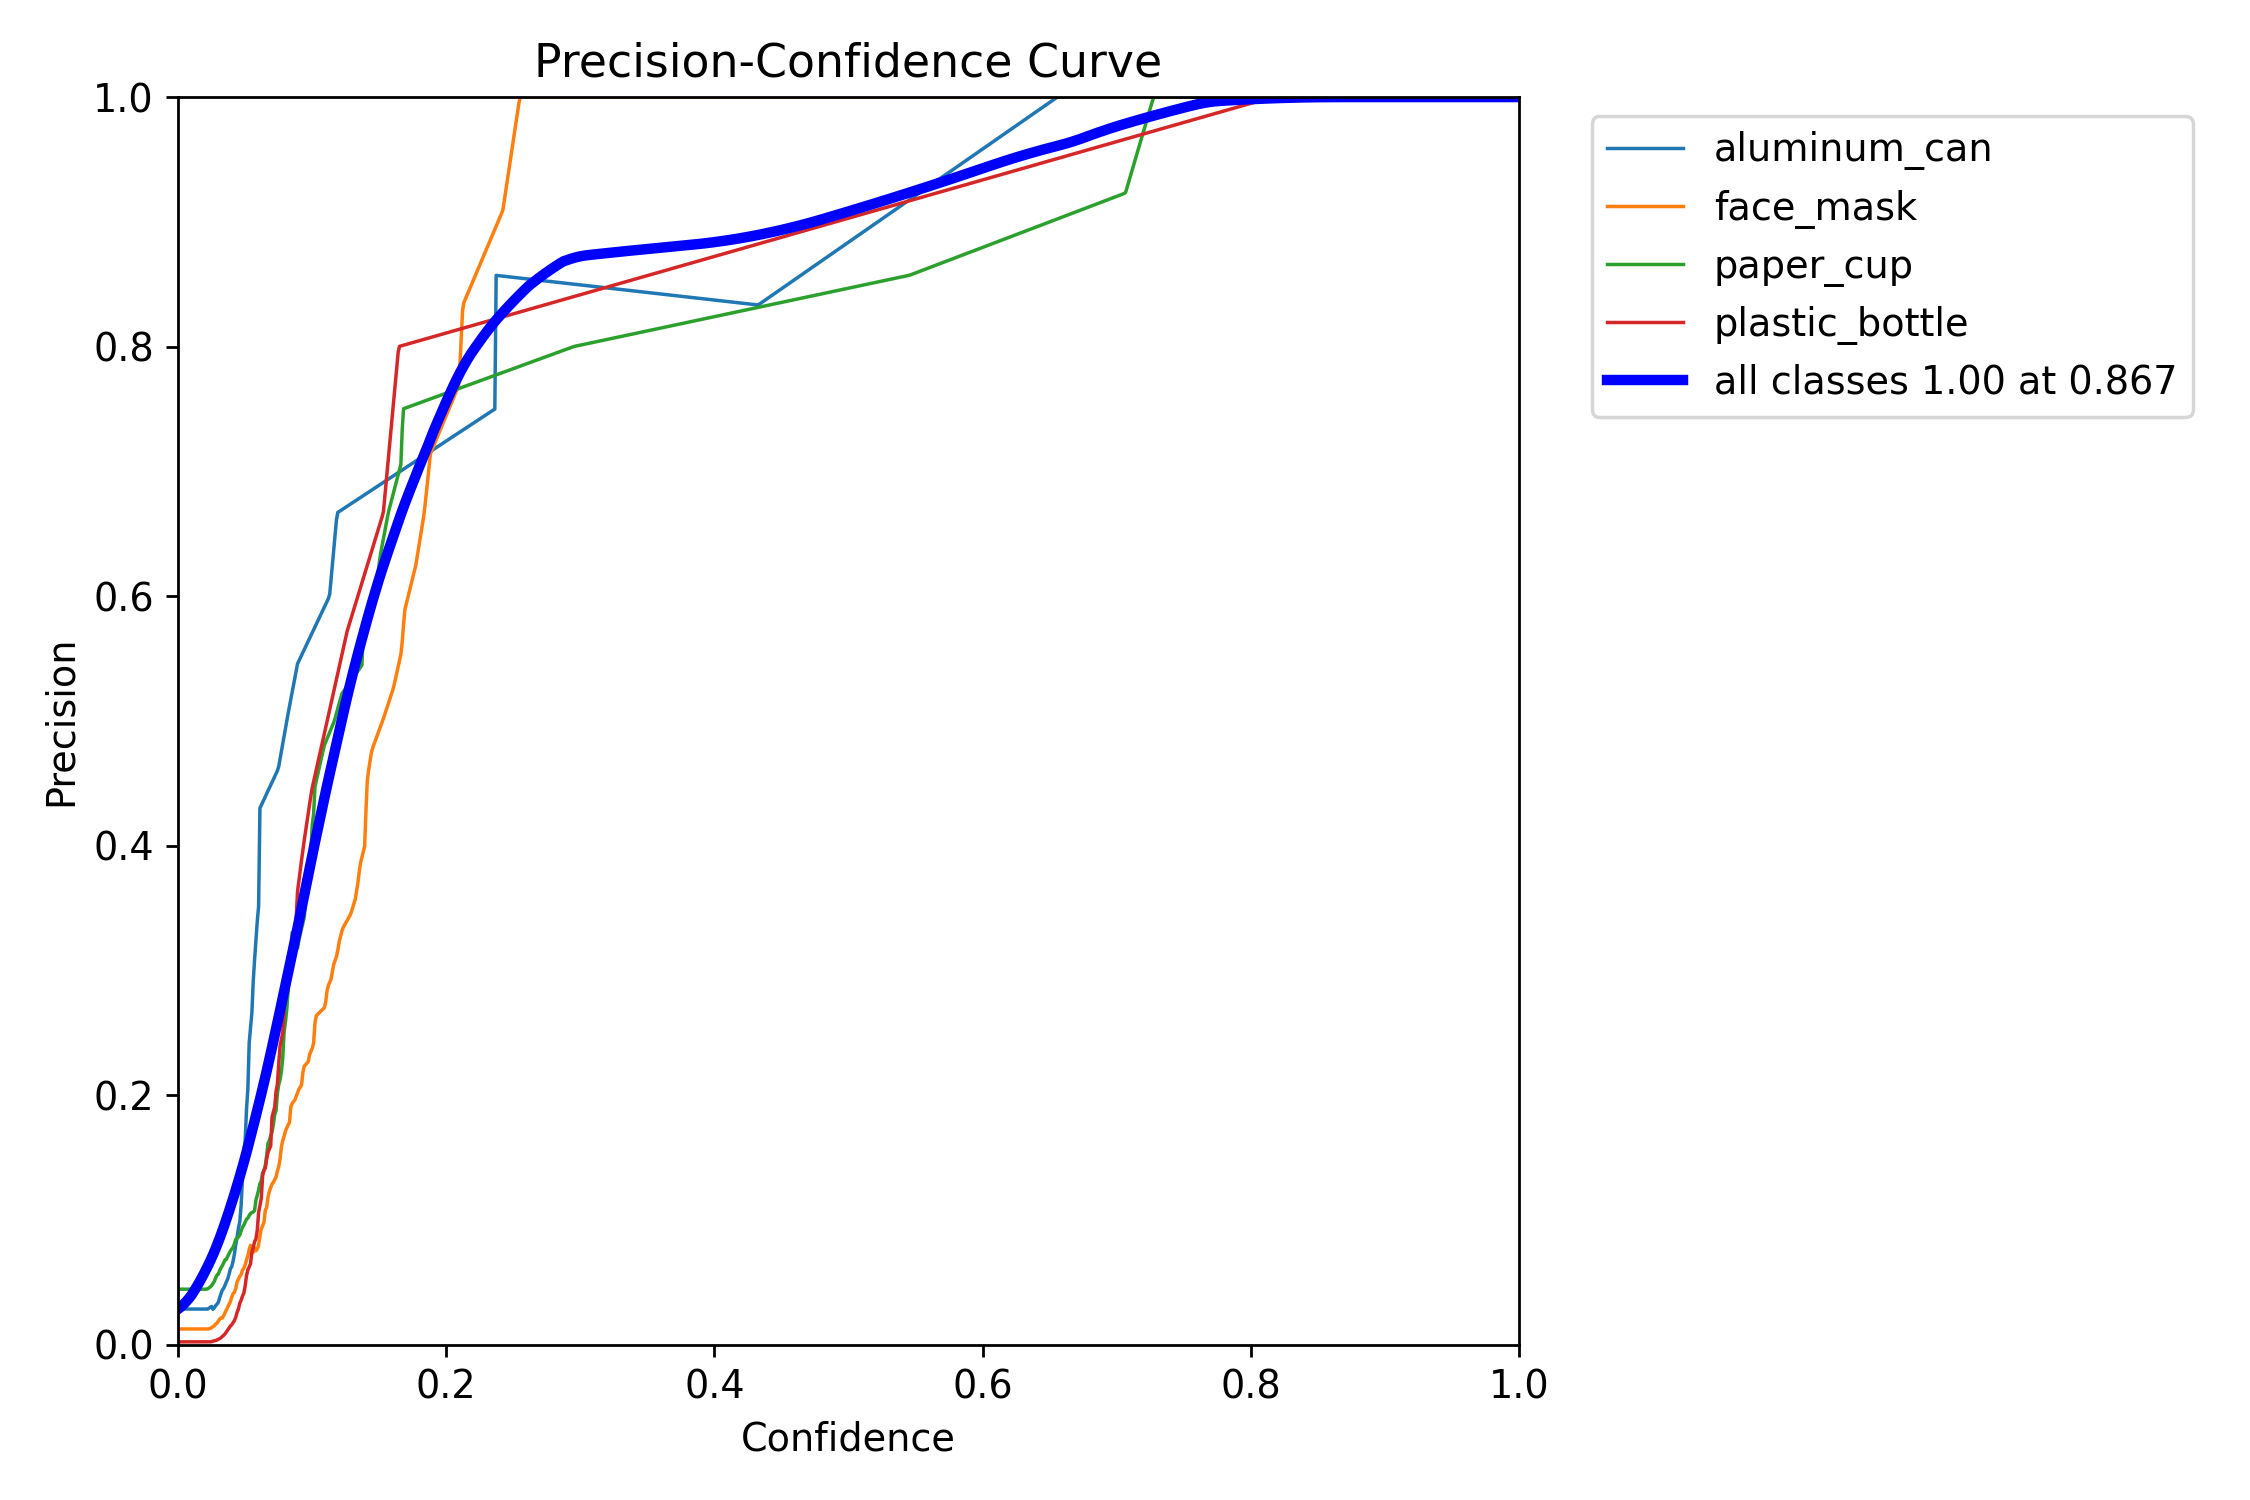 Precision-Confidence Curve
1.0
0.8
0.6
0.4
0.2
0.0
Precision
0.0 0.2 0.4 0.6 0.8 1.0
Confidence
aluminum_can
face_mask
paper_cup
plastic_bottle
all classes 1.00 at 0.867